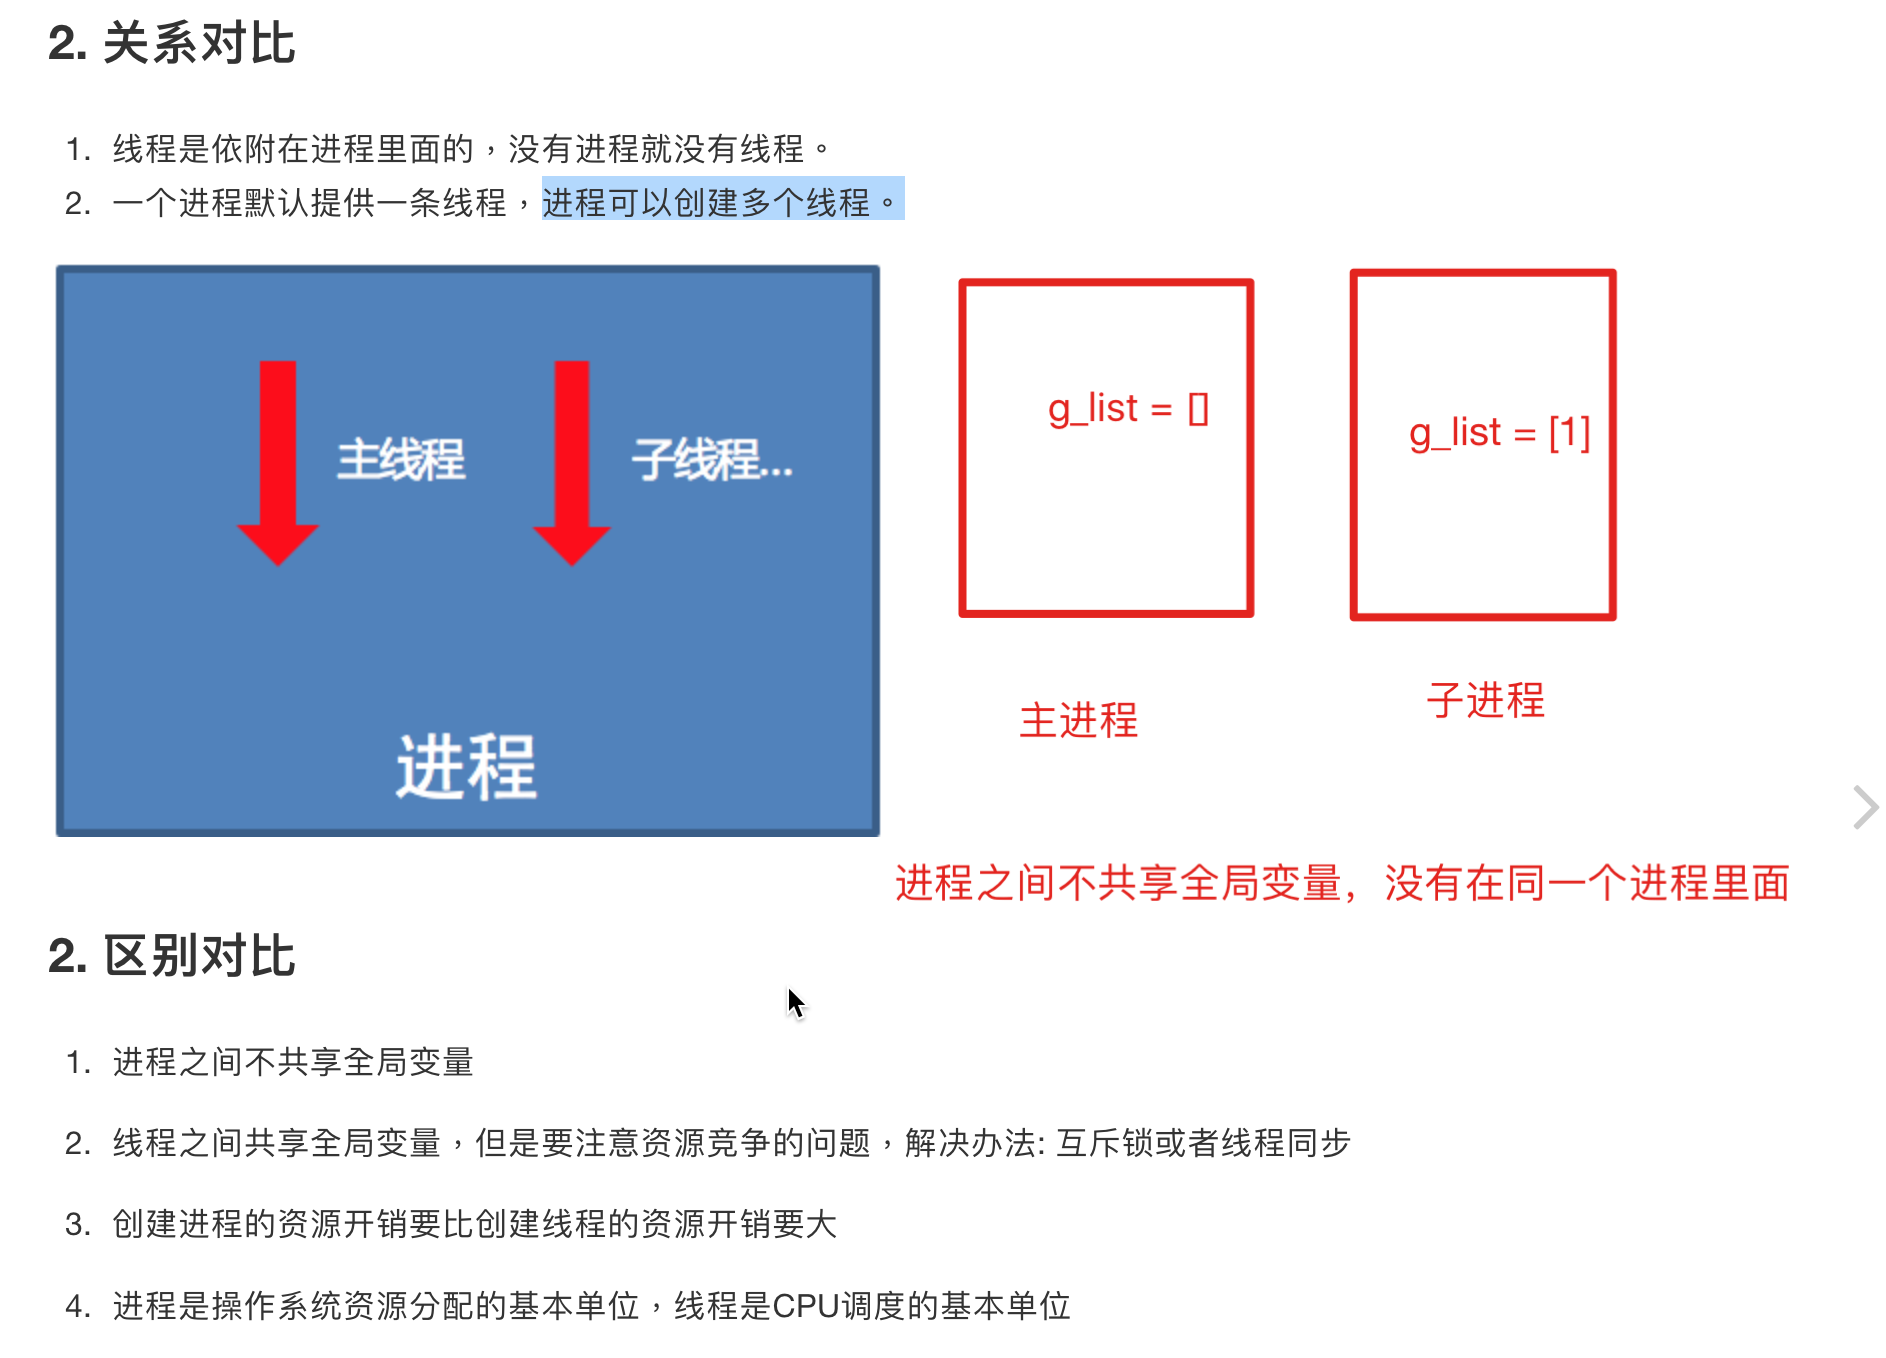 2. 关系对比
1. 线程是依附在进程里面的，没有进程就没有线程。
2. 一个进程默认提供一条线程，进程可以创建多个线程。
主线程
子线程...
进程
g_list = []
g_list = [1]
主进程
子进程
进程之间不共享全局变量，没有在同一个进程里面
2. 区别对比
1. 进程之间不共享全局变量
2. 线程之间共享全局变量，但是要注意资源竞争的问题，解决办法: 互斥锁或者线程同步
3. 创建进程的资源开销要比创建线程的资源开销要大
4. 进程是操作系统资源分配的基本单位，线程是CPU调度的基本单位